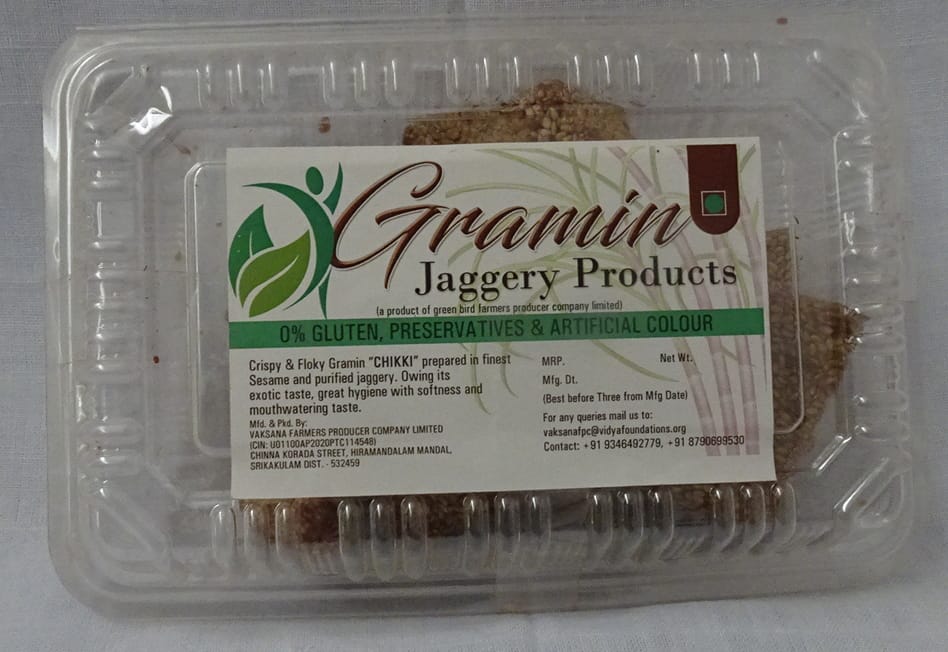 Gramin
Jaggery Products
(a product of green bird farmers producer company limited)
0% GLUTEN, PRESERVATIVES & ARTIFICIAL COLOUR
Crispy & Floky Gramin "CHIKKI" prepared in finest
Sesame and purified jaggery. Owing its
exotic taste, great hygiene with softness and
mouthwatering taste.
Mfd. & Pkd. By:
VAKSANA FARMERS PRODUCER COMPANY LIMITED
(CIN: U01100AP2020PTC114548)
CHINNA KORADA STREET, HIRAMANDALAM MANDAL,
SRIKAKULAM DIST. - 532459
MRP. Net Wt.
Mfg. Dt.
(Best before Three from Mfg Date)
For any queries mail us to:
vaksanafpc@vidyafoundations.org
Contact: +91 9346492779, +91 8790699530